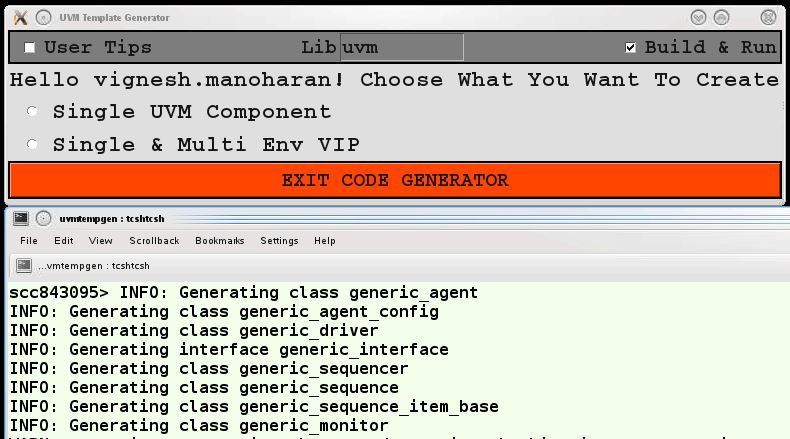 UVM Template Generator
User Tips Lib uvm Build & Run
Hello vignesh.manoharan! Choose What You Want To Create
Single UVM Component
Single & Multi Env VIP
EXIT CODE GENERATOR
uvmtempgen : tcshtcsh
File Edit View Scrollback Bookmarks Settings Help
...vmtempgen : tcshtcsh
scc843095> INFO: Generating class generic_agent
INFO: Generating class generic_agent_config
INFO: Generating class generic_driver
INFO: Generating interface generic_interface
INFO: Generating class generic_sequencer
INFO: Generating class generic_sequence
INFO: Generating class generic_sequence_item_base
INFO: Generating class generic_monitor